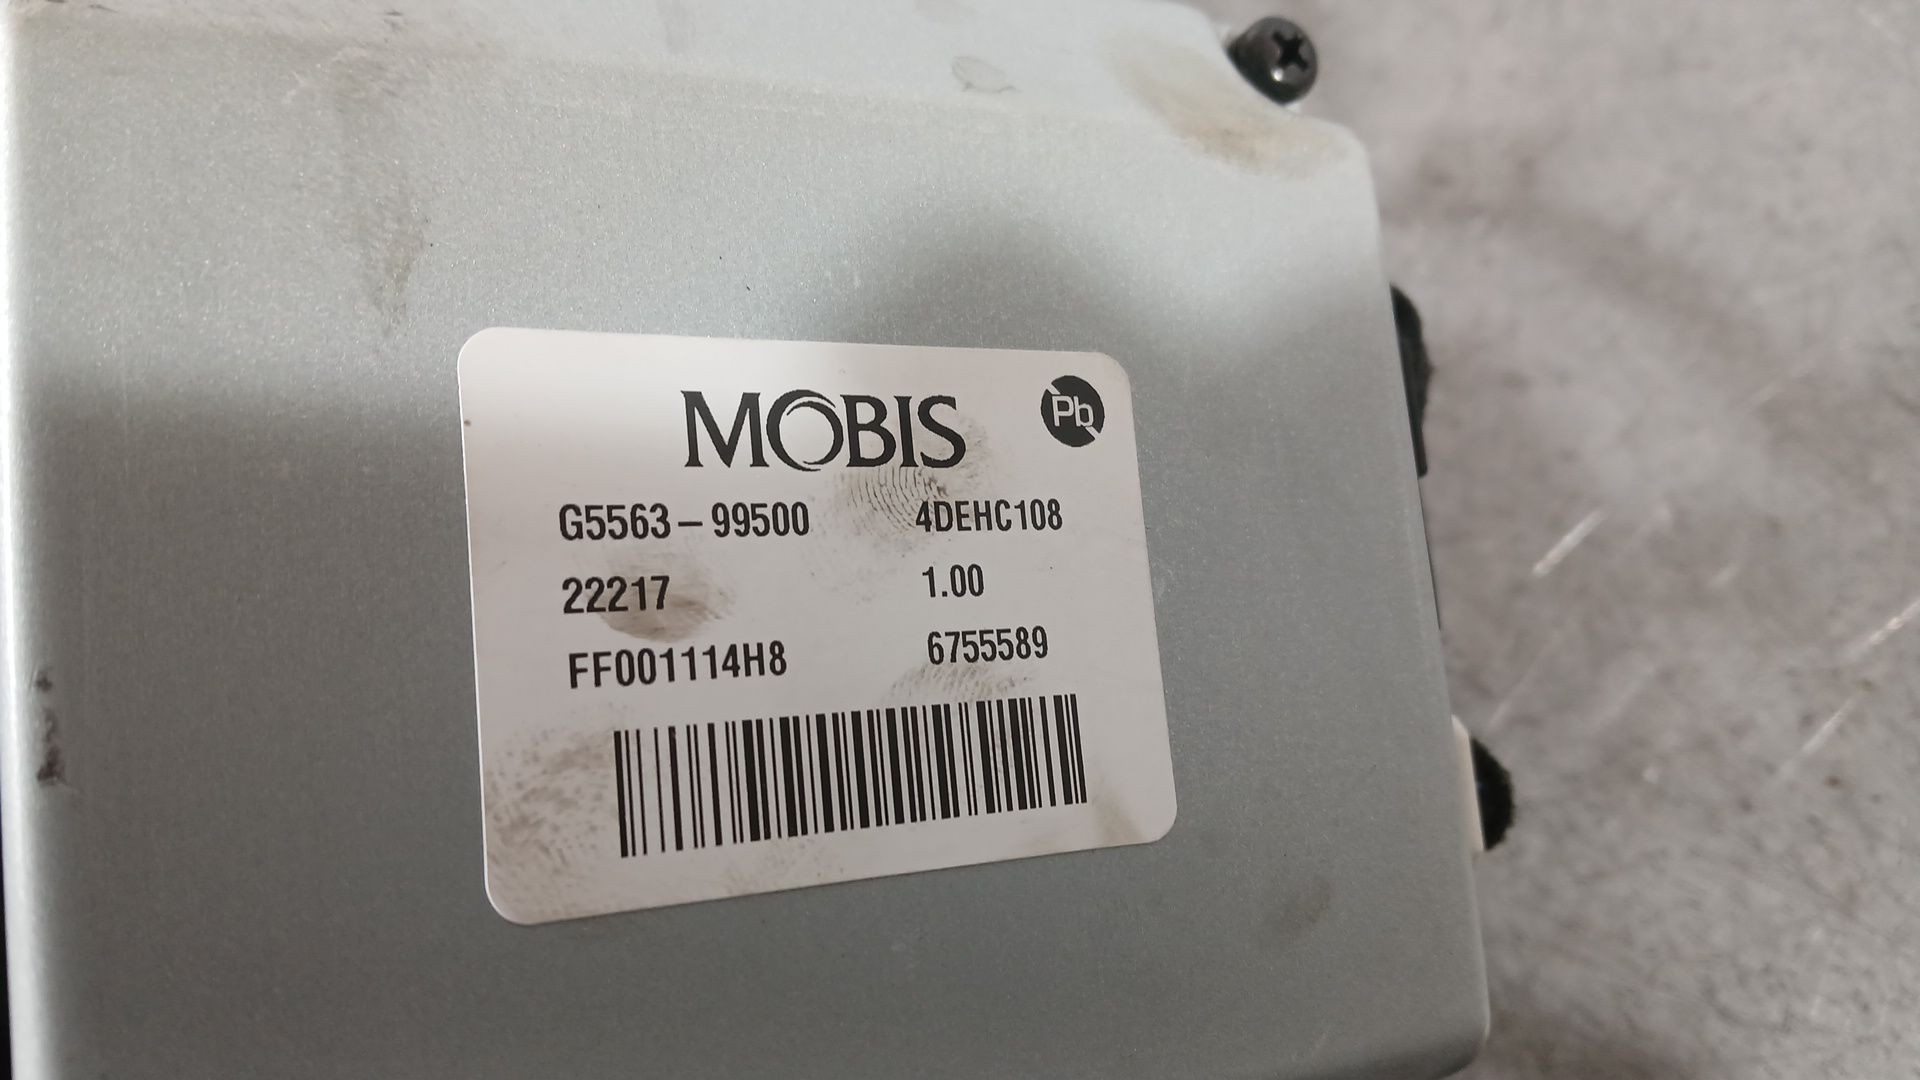 MOBIS
Pb
G5563-99500 4DEHC108
22217 1.00
FF001114H8 6755589